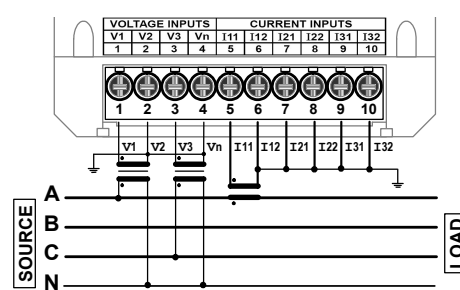 VOLTAGE INPUTS CURRENT INPUTS
V1 V2 V3 Vn I11 I12 I21 I22 I31 I32
1 2 3 4 5 6 7 8 9 10
1 2 3 4 5 6 7 8 9 10
V1 V2 V3 Vn I11 I12 I21 I22 I31 I32
A
B
C
N
SOURCE
LOAD